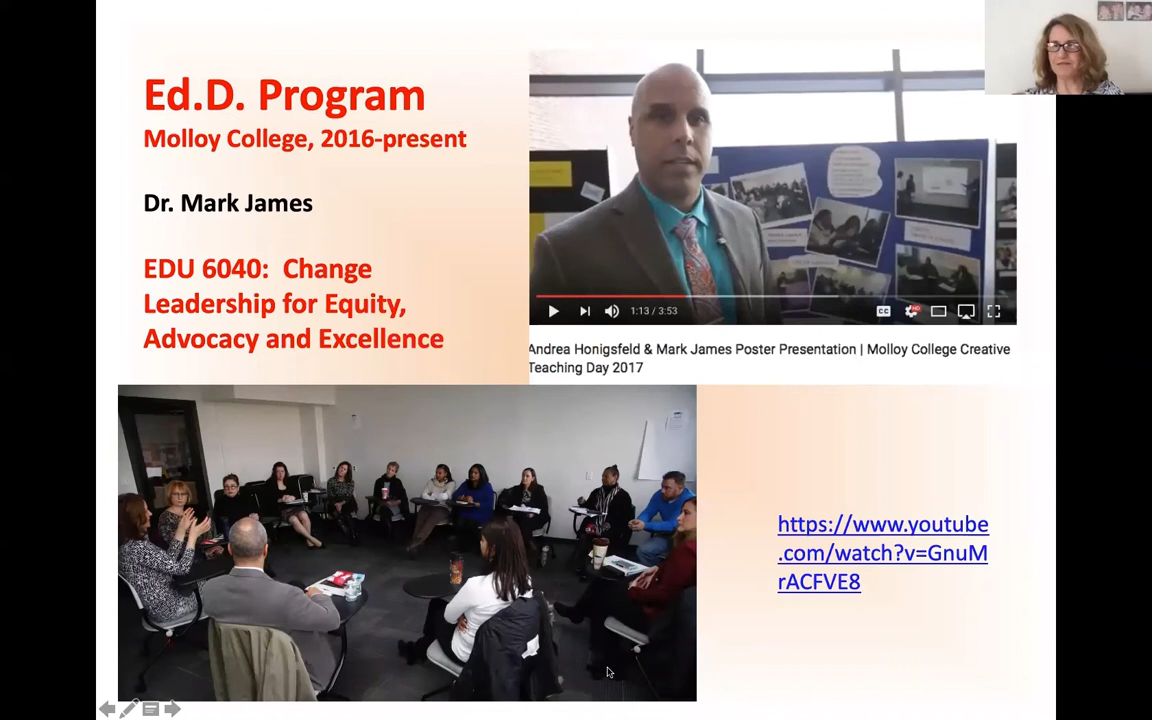 Ed.D. Program
Molloy College, 2016-present
Dr. Mark James
EDU 6040:  Change
Leadership for Equity,
Advocacy and Excellence
1:13 / 3:53
CC
HD
Andrea Honigsfeld & Mark James Poster Presentation | Molloy College Creative
Teaching Day 2017
https://www.youtube
.com/watch?v=GnuM
rACFVE8